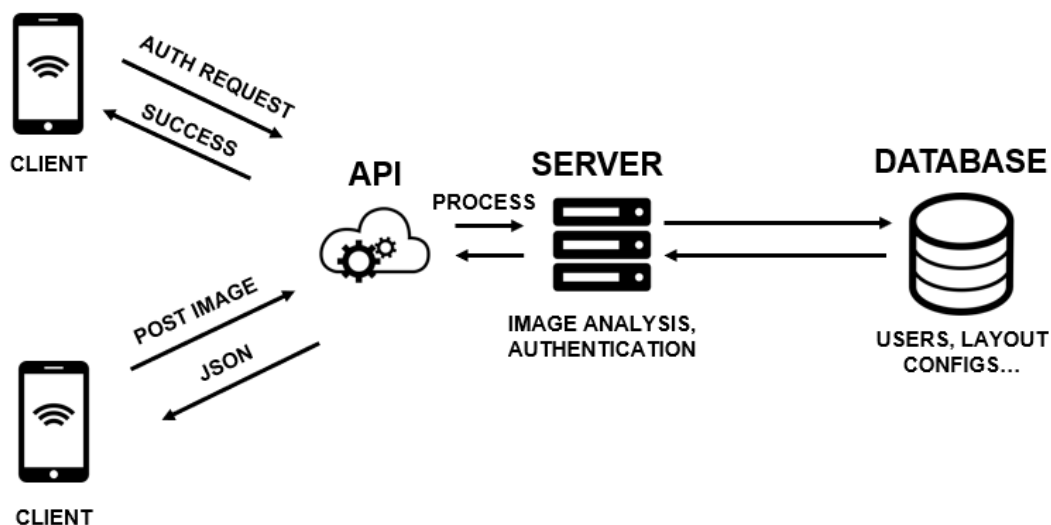 AUTH REQUEST
SUCCESS
CLIENT
API
PROCESS
SERVER
DATABASE
IMAGE ANALYSIS,
AUTHENTICATION
USERS, LAYOUT
CONFIGS...
POST IMAGE
JSON
CLIENT